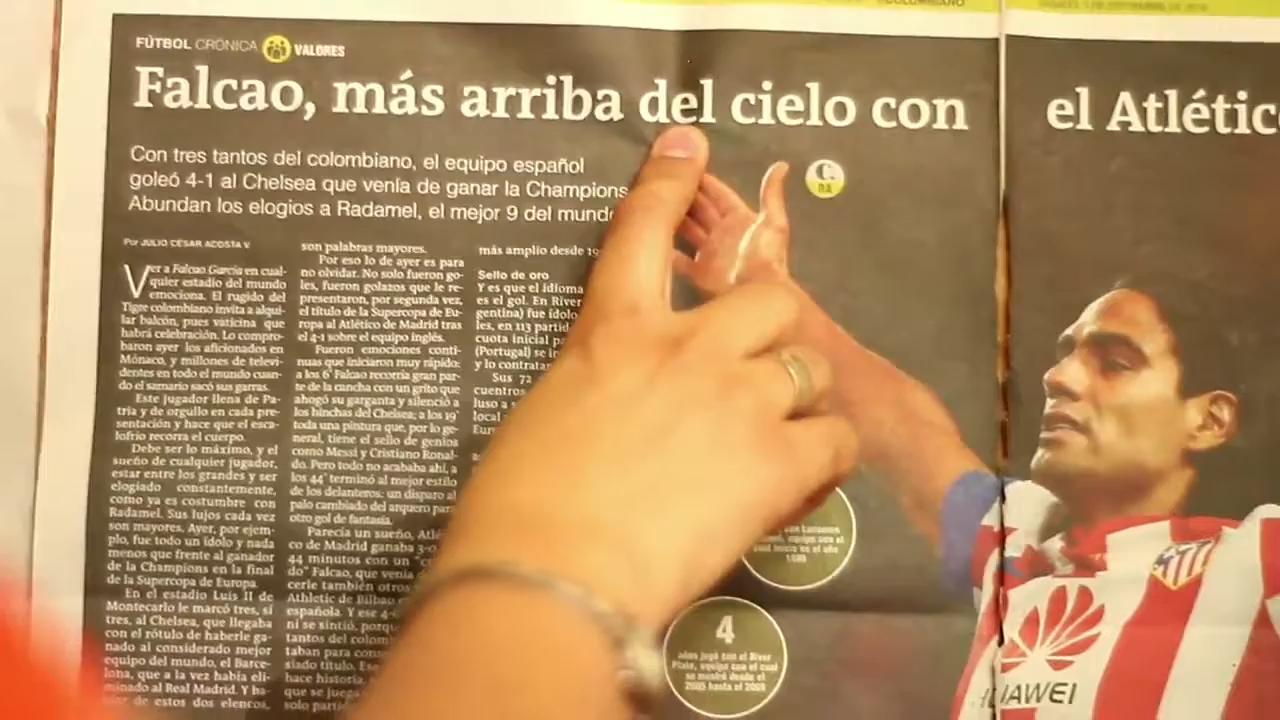 COLOMBIANO
FÚTBOL CRÓNICA VALORES
Falcao, más arriba del cielo con el Atlétic
Con tres tantos del colombiano, el equipo español
goleó 4-1 al Chelsea que venía de ganar la Champions
Abundan los elogios a Radamel, el mejor 9 del mundo
Por JULIO CÉSAR ACOSTA V.
Ver a Falcao García en cual-
quier estadio del mundo
emociona. El rugido del
Tigre colombiano invita a alqui-
lar balcón, pues vaticina que
habrá celebración. Lo compro-
baron ayer los aficionados en
Mónaco, y millones de televi-
dentes en todo el mundo cuan-
do el samario sacó sus garras.
Este jugador llena de Pa-
tria y de orgullo en cada pre-
sentación y hace que el esca-
lofrío recorra el cuerpo.
Debe ser lo máximo, y el
sueño de cualquier jugador,
estar entre los grandes y ser
elogiado constantemente,
como ya es costumbre con
Radamel. Sus lujos cada vez
son mayores. Ayer, por ejem-
plo, fue todo un ídolo y nada
menos que frente al ganador
de la Champions en la final
de la Supercopa de Europa.
En el estadio Luis II de
Montecarlo le marcó tres, sí
tres, al Chelsea, que llegaba
con el rótulo de haberle ga-
nado al considerado mejor
equipo del mundo, el Barce-
lona, que a la vez había eli-
minado al Real Madrid. Y ba-
de estos dos elencos,
son palabras mayores.
Por eso lo de ayer es para
no olvidar. No solo fueron go-
les, fueron golazos que le re-
presentaron, por segunda vez,
el título de la Supercopa de Eu-
ropa al Atlético de Madrid tras
el 4-1 sobre el equipo inglés.
Fueron emociones conti-
nuas que iniciaron muy rápido:
a los 6' Falcao recorría gran par-
te de la cancha con un grito que
ahogó su garganta y silenció a
los hinchas del Chelsea; a los 19'
toda una pintura que, por lo ge-
neral, tiene el sello de genios
como Messi y Cristiano Ronal-
do. Pero todo no acababa ahí, a
los 44' terminó al mejor estilo
de los delanteros: un disparo al
palo cambiado del arquero para
otro gol de fantasía.
Parecía un sueño, Atlé
co de Madrid ganaba 3-0
44 minutos con un
do" Falcao, que venía d
cerle también otros
Athletic de Bilbao
española. Y ese 4-
ni se sintió, porqu
tantos del colom
taban para cons
siado título. Ese
hace historia,
que se juega
solo partid
más amplio desde 19
Sello de oro
Y es que el idioma
es el gol. En River
gentina) fue ídolo
les, en 113 partid
cuota inicial p
(Portugal) se i
y lo contrata
Sus 72
cuentros
luso a
local
Eur
4
años jugó con el River
Plate, equipo con el cual
se mostró desde el
2005 hasta el 2009
HUAWEI